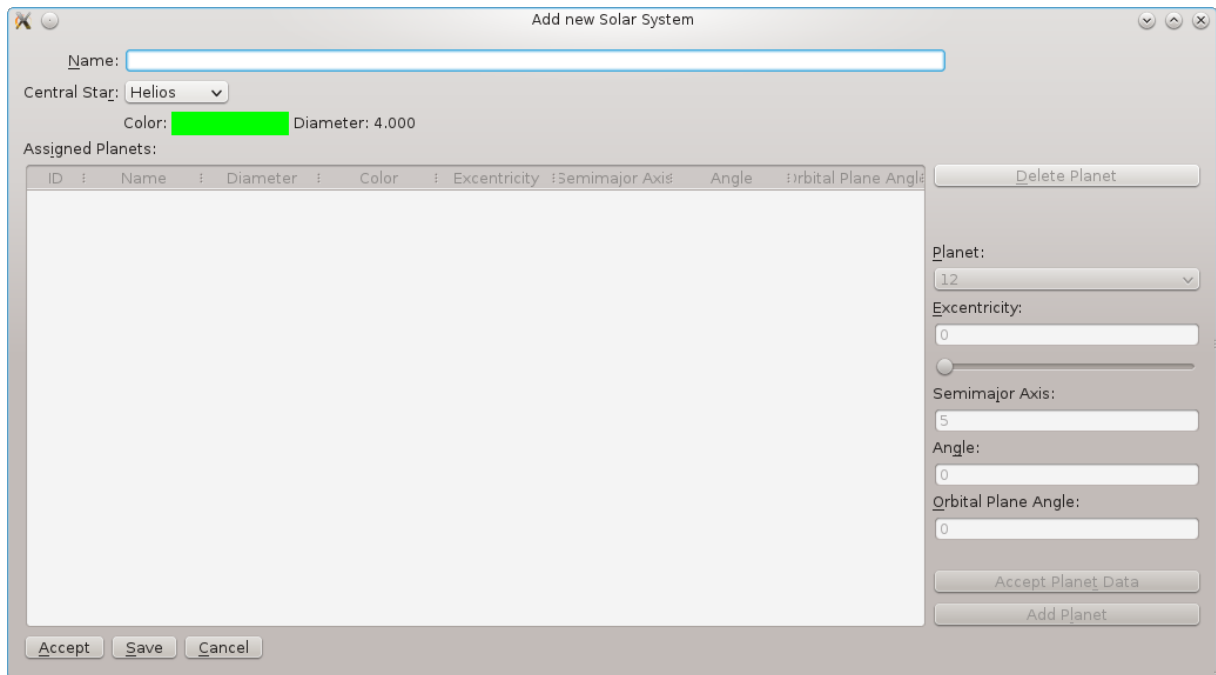 Add new Solar System
Name:
Central Star: Helios
Color: Diameter: 4.000
Assigned Planets:
ID Name Diameter Color Excentricity Semimajor Axis Angle Orbital Plane Angle
Delete Planet
Planet:
12
Excentricity:
0
Semimajor Axis:
5
Angle:
0
Orbital Plane Angle:
0
Accept Planet Data
Add Planet
Accept Save Cancel